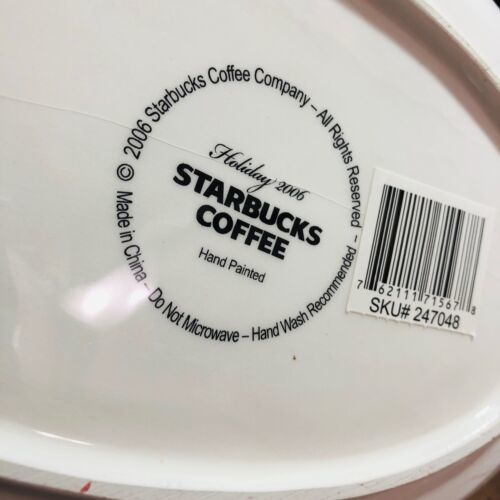 © 2006 Starbucks Coffee Company – All Rights Reserved –
Made in China – Do Not Microwave – Hand Wash Recommended –
Holiday 2006
STARBUCKS
COFFEE
Hand Painted
7 62111 71567 8
SKU# 247048